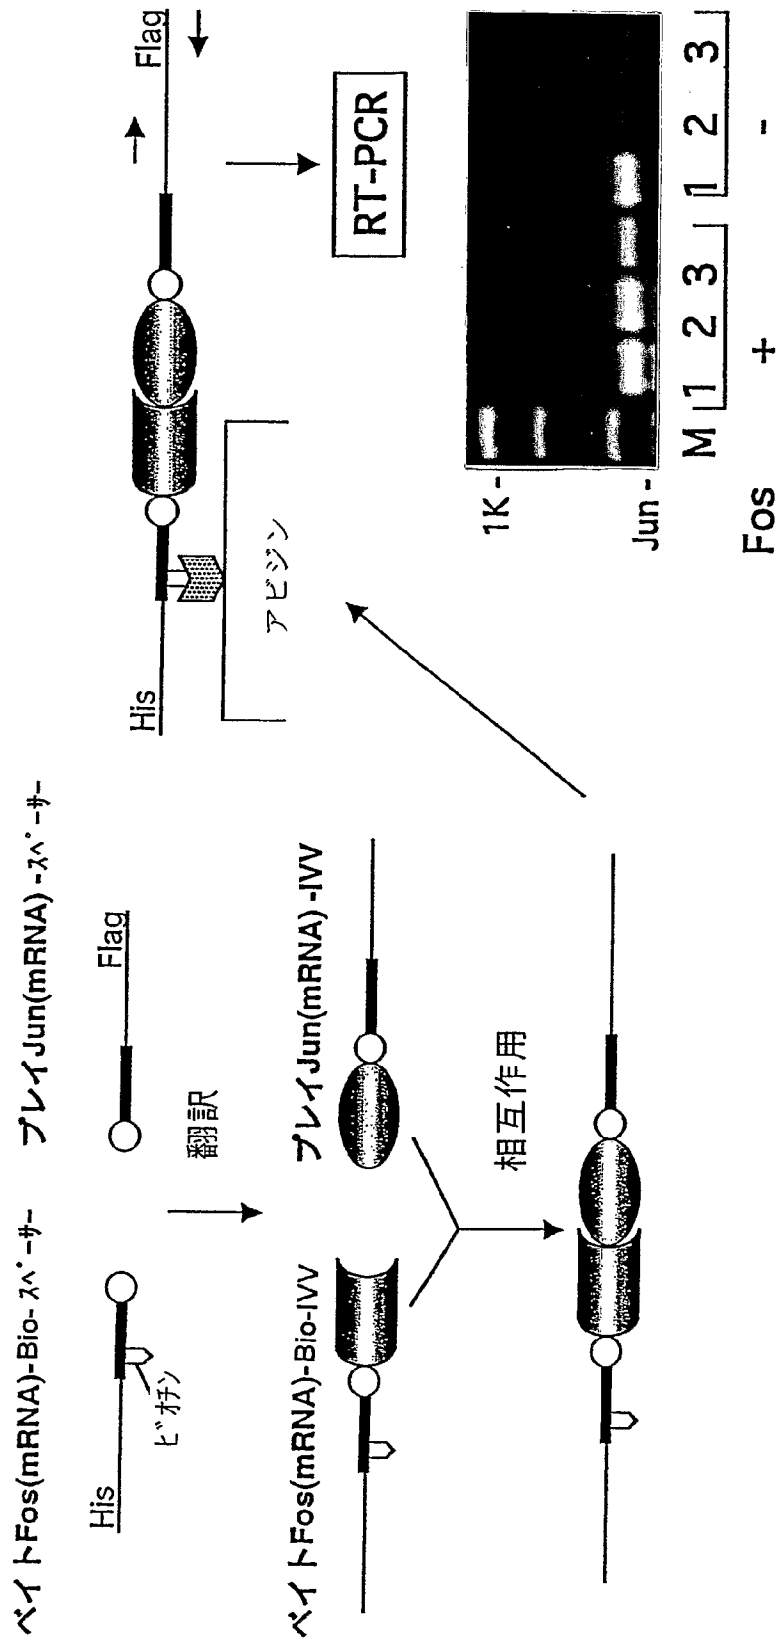 ベイトFos(mRNA)-Bio-スペーサー
プレイJun(mRNA)-スペーサー
His
ビオチン
Flag
翻訳
ベイトFos(mRNA)-Bio-IVV
プレイJun(mRNA)-IVV
相互作用
His
Flag
アビジン
RT-PCR
1K-
Jun-
M 1 2 3 1 2 3
Fos + -